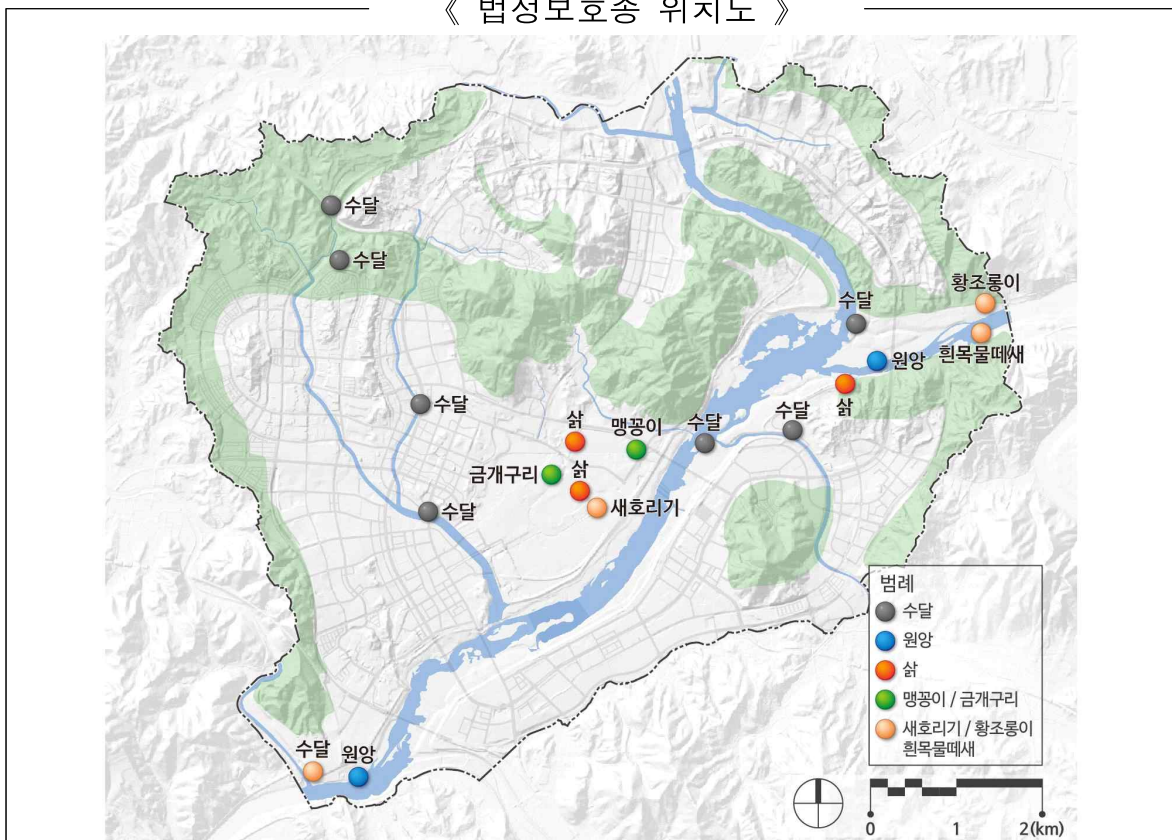 《 법정보호종 위치도 》
수달
수달
황조롱이
수달
흰목물떼새
원앙
삵
수달
수달
삵
맹꽁이
수달
금개구리
삵
새호리기
수달
범례
수달
원앙
삵
맹꽁이 / 금개구리
새호리기 / 황조롱이
흰목물떼새
수달
원앙
0 1 2(km)